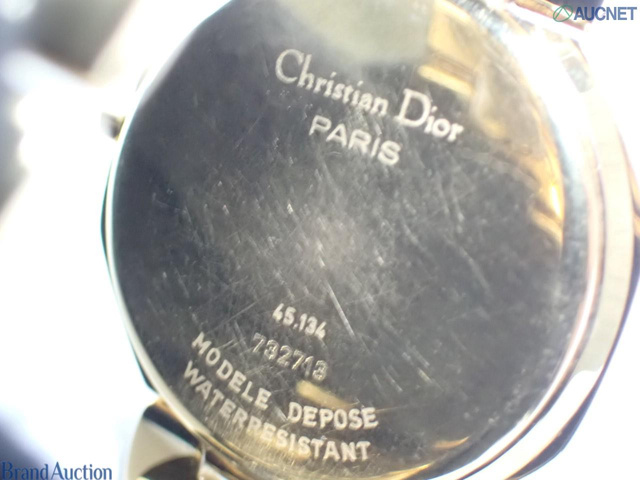 AUCNET
Christian Dior
PARIS
45.134
732713
MODELE DEPOSE
WATERRESISTANT
BrandAuction